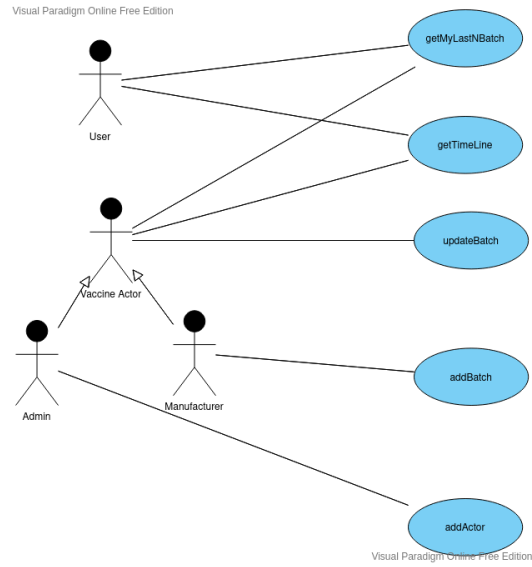 Visual Paradigm Online Free Edition
getMyLastNBatch
User
getTimeLine
updateBatch
Vaccine Actor
addBatch
Manufacturer
Admin
addActor
Visual Paradigm Online Free Edition